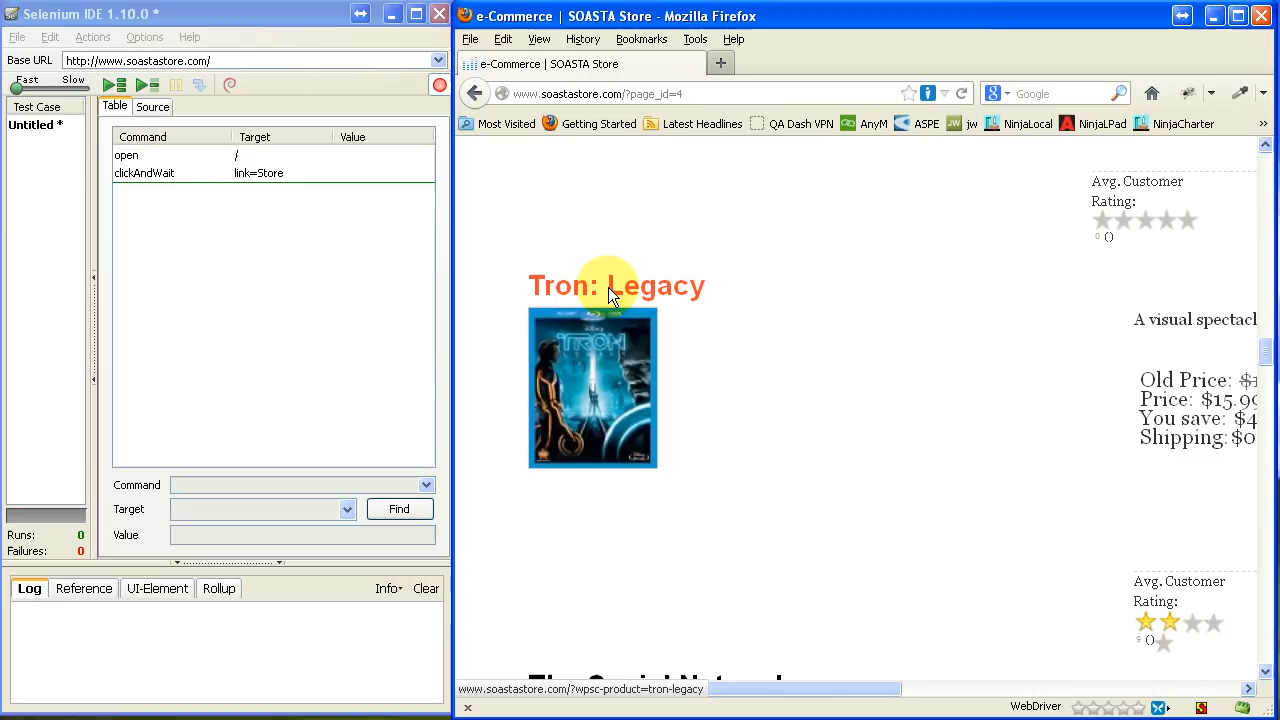 Selenium IDE 1.10.0 *
File Edit Actions Options Help
Base URL http://www.soastastore.com/
Fast Slow
Test Case
Untitled *
Table Source
Command Target Value
open /
clickAndWait link=Store
Command
Target Find
Value
Runs: 0
Failures: 0
Log Reference UI-Element Rollup Info Clear
e-Commerce | SOASTA Store - Mozilla Firefox
File Edit View History Bookmarks Tools Help
e-Commerce | SOASTA Store
www.soastastore.com/?page_id=4
Google
Most Visited Getting Started Latest Headlines QA Dash VPN AnyM ASPE jw NinjaLocal NinjaLPad NinjaCharter »
Avg. Customer
Rating:
0 ()
Tron: Legacy
TRON
A visual spectacl
Old Price: $1
Price: $15.99
You save: $4
Shipping: $0
Avg. Customer
Rating:
9 ()
www.soastastore.com/?wpsc-product=tron-legacy
x WebDriver